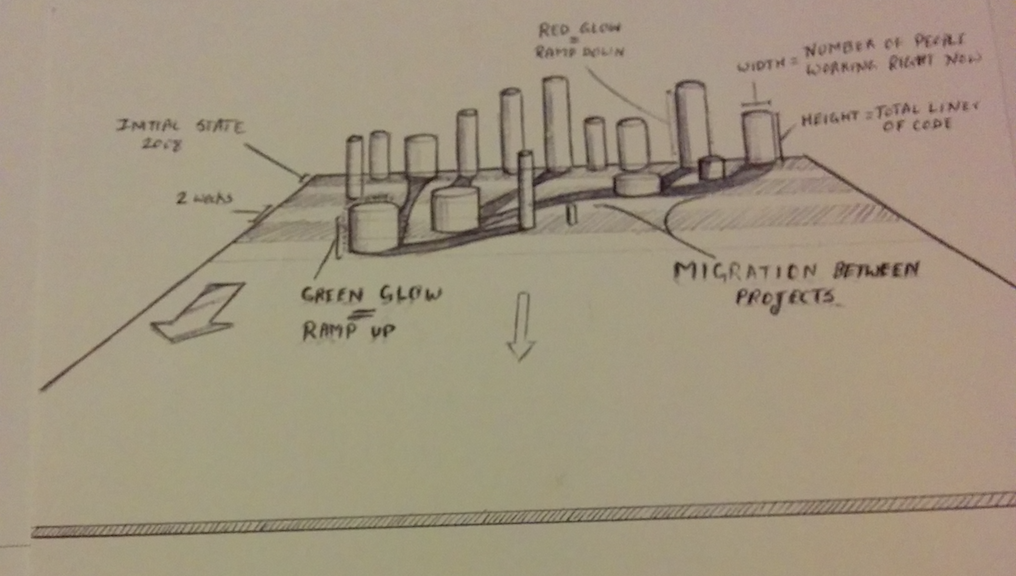 RED GLOW
=
RAMP DOWN
WIDTH = NUMBER OF PEOPLE
WORKING RIGHT NOW
HEIGHT = TOTAL LINES
OF CODE
INITIAL STATE
2008
2 weeks
GREEN GLOW
=
RAMP UP
MIGRATION BETWEEN
PROJECTS